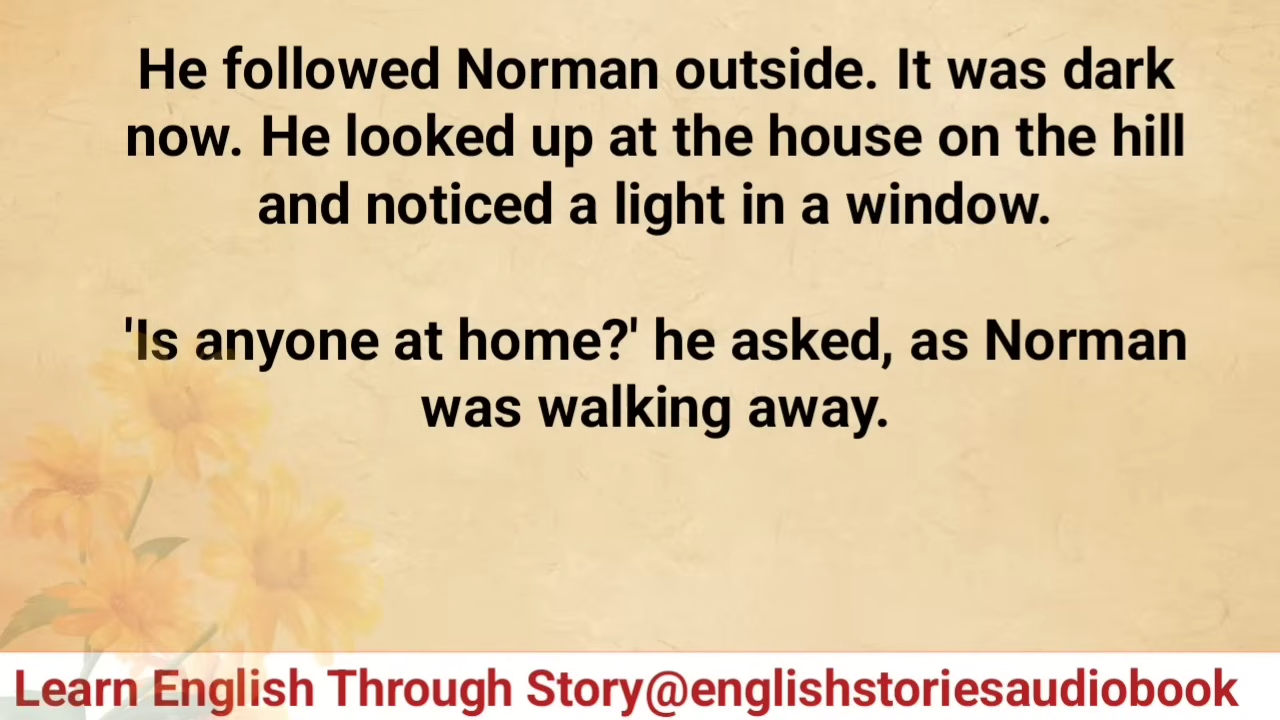 He followed Norman outside. It was dark
now. He looked up at the house on the hill
and noticed a light in a window.
'Is anyone at home?' he asked, as Norman
was walking away.
Learn English Through Story@englishstoriesaudiobook